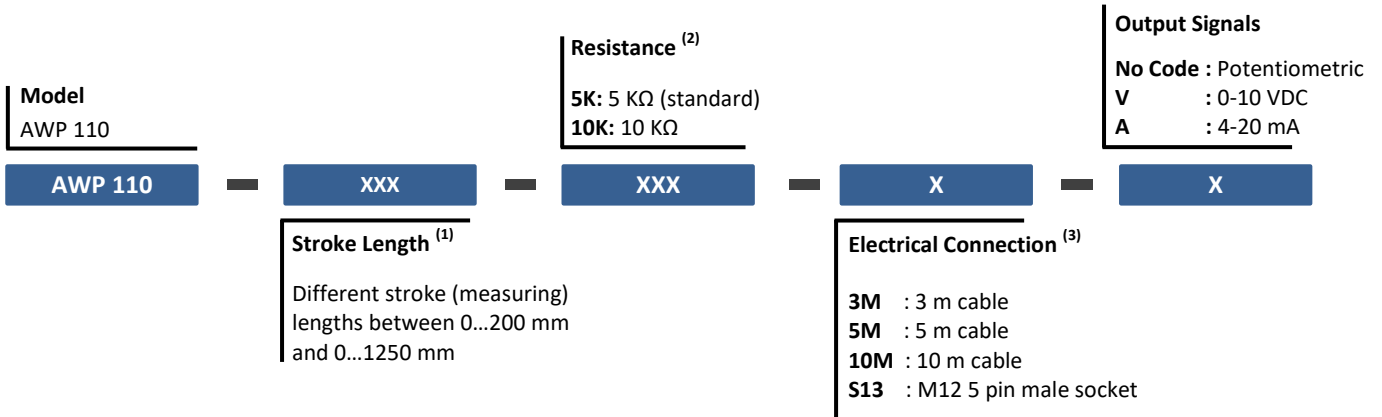 Model
AWP 110
Resistance (2)
5K: 5 KΩ (standard)
10K: 10 KΩ
Output Signals
No Code : Potentiometric
V : 0-10 VDC
A : 4-20 mA
AWP 110 – XXX – XXX – X – X
Stroke Length (1)
Different stroke (measuring)
lengths between 0...200 mm
and 0...1250 mm
Electrical Connection (3)
3M : 3 m cable
5M : 5 m cable
10M : 10 m cable
S13 : M12 5 pin male socket